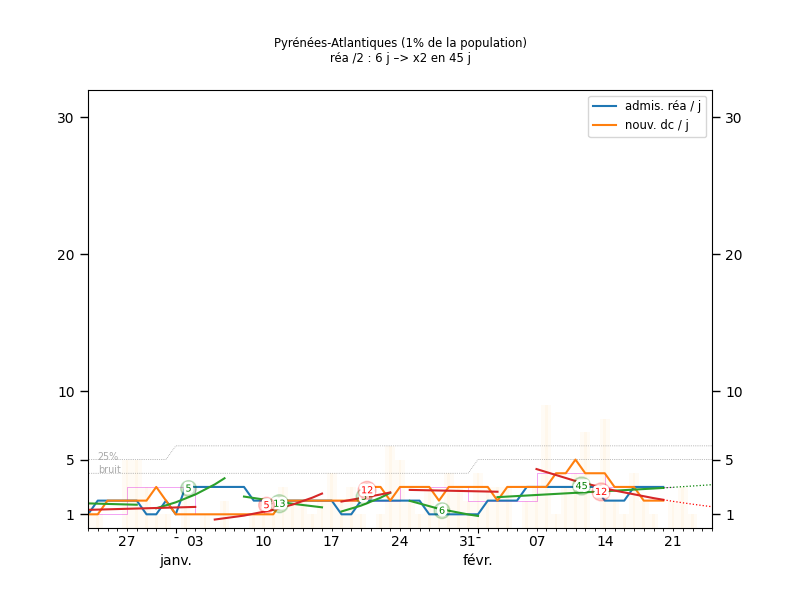 Pyrénées-Atlantiques (1% de la population)
réa /2 : 6 j –> x2 en 45 j
admis. réa / j
nouv. dc / j
30 30
20 20
10 10
25%
bruit
5 5
1 1
5
5
13
12
6
45
12
27 03 10 17 24 31 07 14 21
janv. févr.